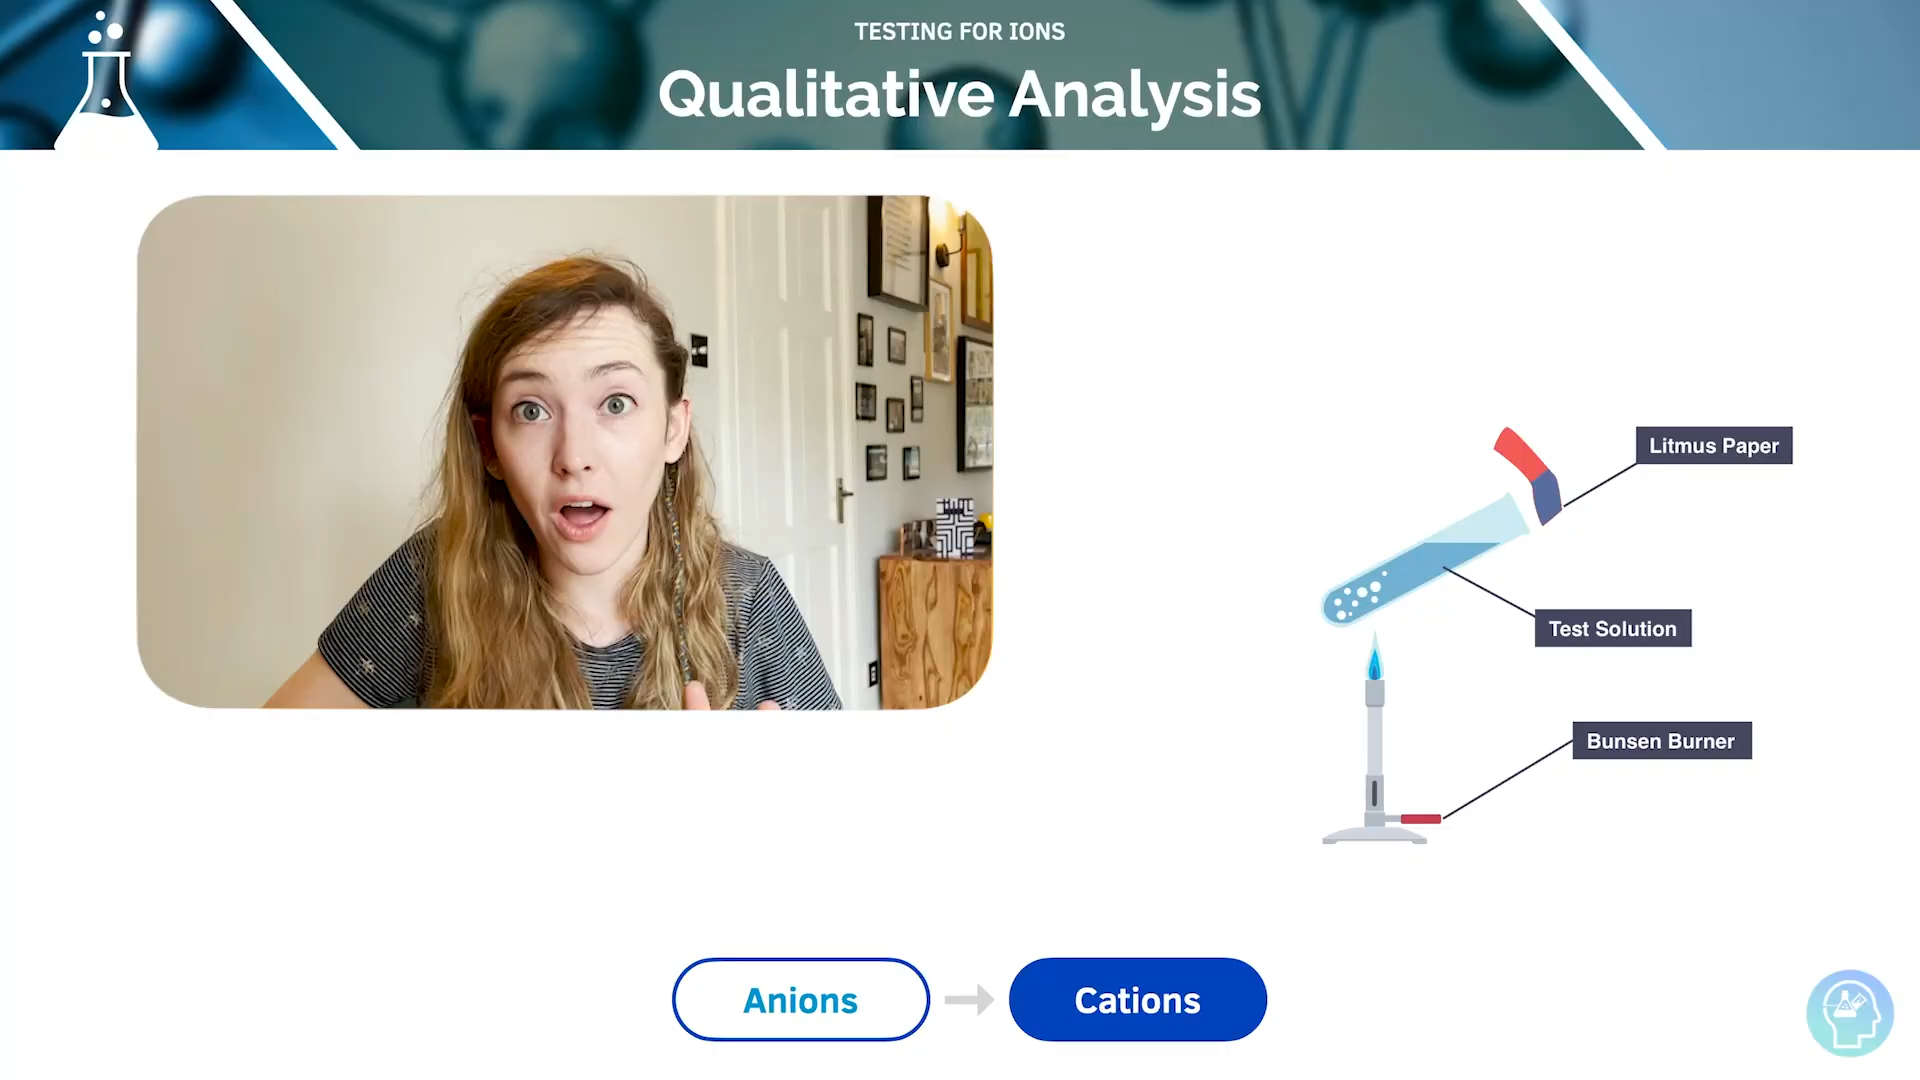 TESTING FOR IONS
Qualitative Analysis
Litmus Paper
Test Solution
Bunsen Burner
Anions
Cations